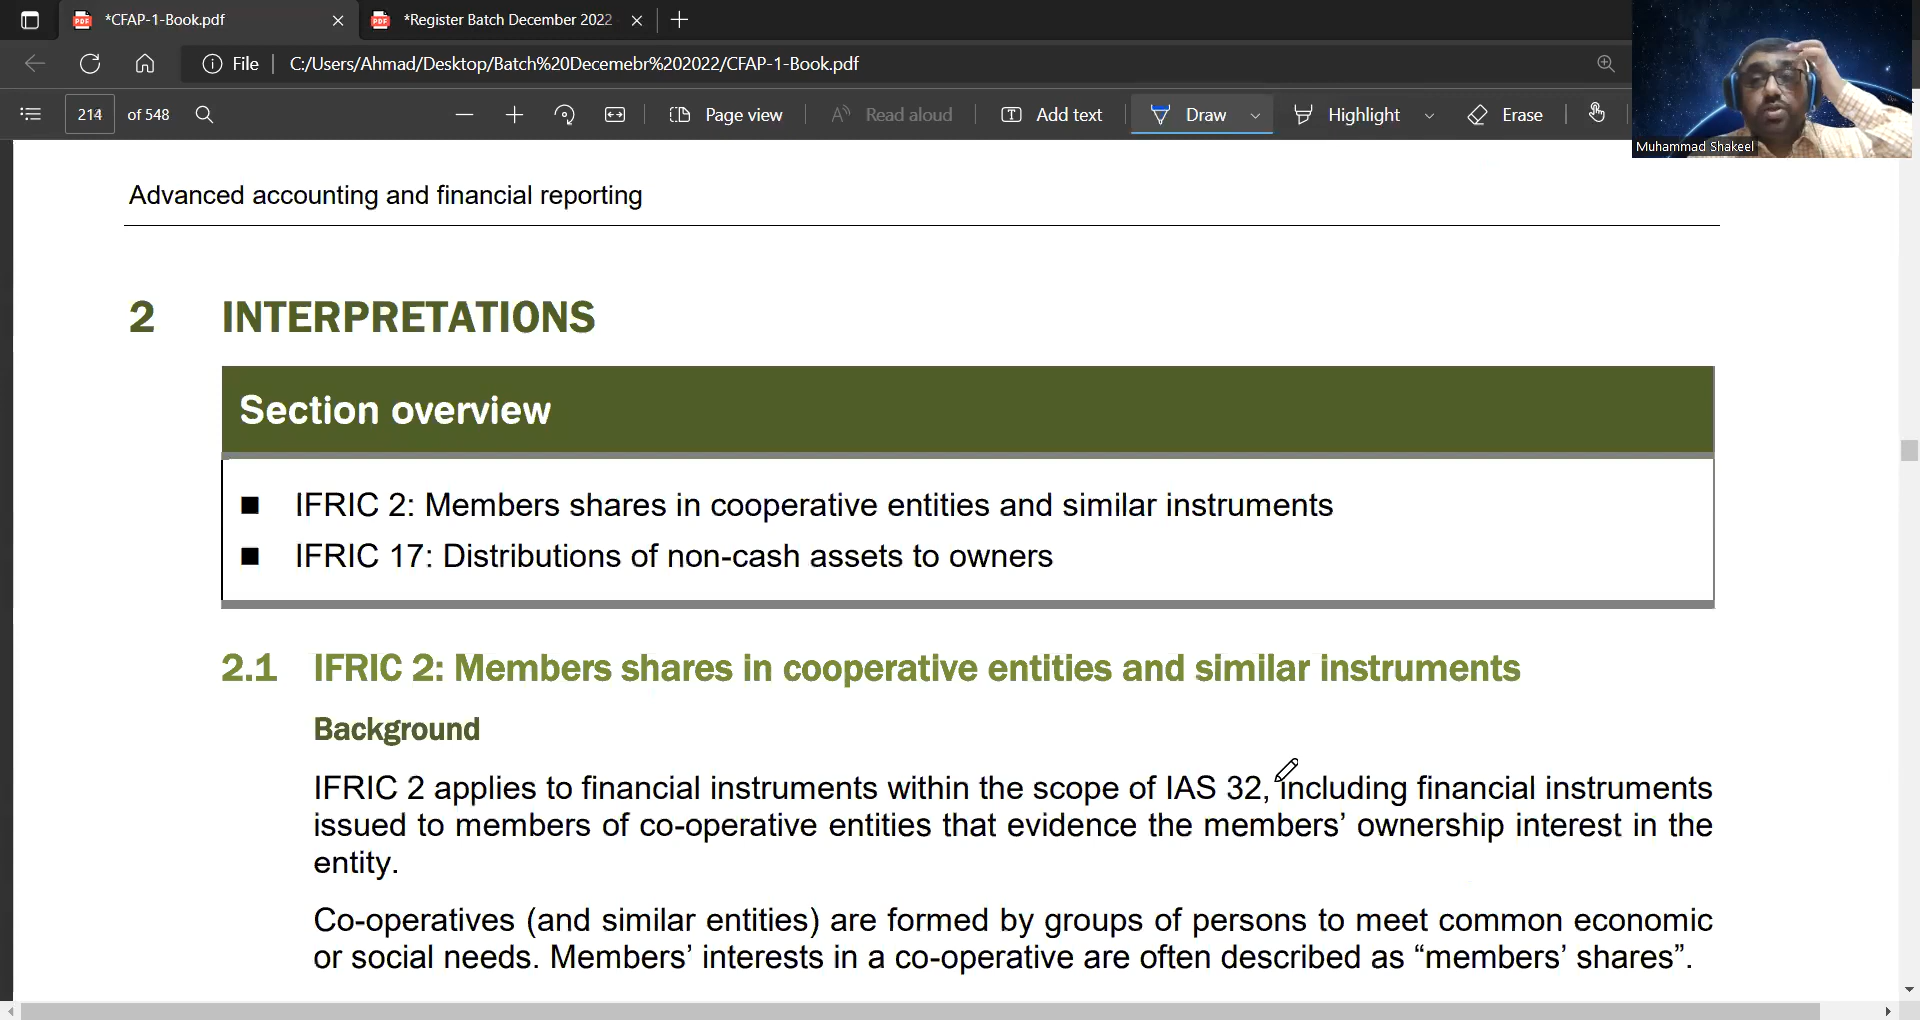 *CFAP-1-Book.pdf
*Register Batch December 2022
File
C:/Users/Ahmad/Desktop/Batch%20Decemebr%202022/CFAP-1-Book.pdf
214 of 548
Page view
Read aloud
Add text
Draw
Highlight
Erase
Muhammad Shakeel
Advanced accounting and financial reporting
2 INTERPRETATIONS
Section overview
■ IFRIC 2: Members shares in cooperative entities and similar instruments
■ IFRIC 17: Distributions of non-cash assets to owners
2.1 IFRIC 2: Members shares in cooperative entities and similar instruments
Background
IFRIC 2 applies to financial instruments within the scope of IAS 32, including financial instruments
issued to members of co-operative entities that evidence the members’ ownership interest in the
entity.
Co-operatives (and similar entities) are formed by groups of persons to meet common economic
or social needs. Members’ interests in a co-operative are often described as “members’ shares”.